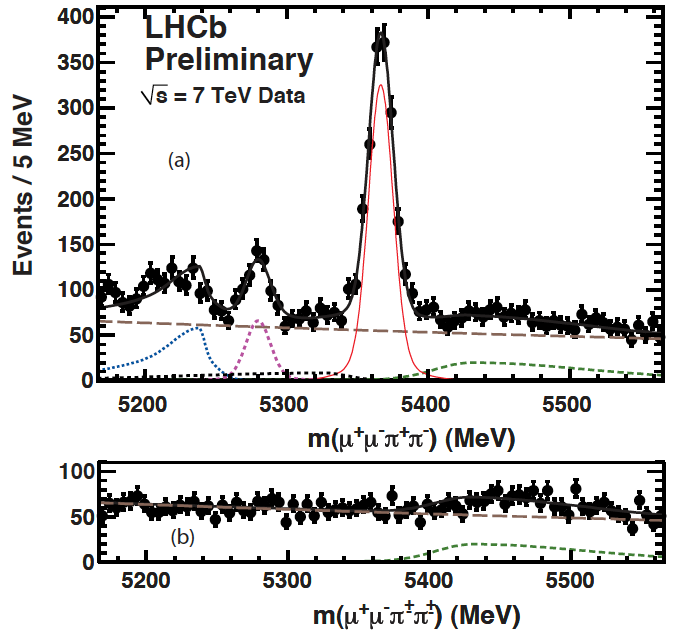 LHCb
Preliminary
√s = 7 TeV Data
(a)
Events / 5 MeV
400
350
300
250
200
150
100
50
0
5200 5300 5400 5500
m(μ⁺μ⁻π⁺π⁻) (MeV)
100
50
0
(b)
5200 5300 5400 5500
m(μ⁺μ⁻π±π±) (MeV)